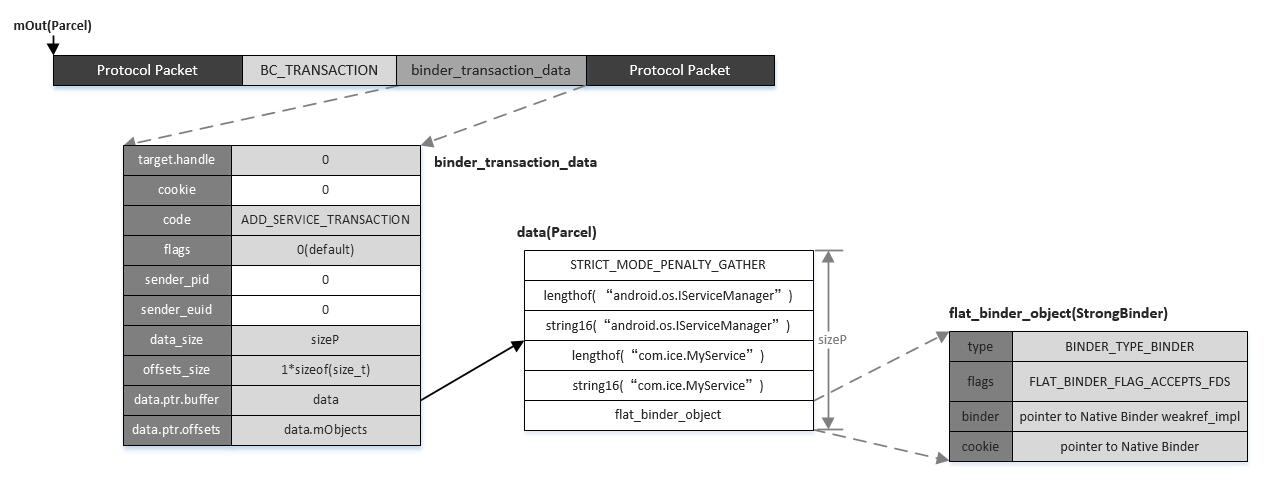 mOut(Parcel)
Protocol Packet BC_TRANSACTION binder_transaction_data Protocol Packet
binder_transaction_data
target.handle 0
cookie 0
code ADD_SERVICE_TRANSACTION
flags 0(default)
sender_pid 0
sender_euid 0
data_size sizeP
offsets_size 1*sizeof(size_t)
data.ptr.buffer data
data.ptr.offsets data.mObjects
data(Parcel)
STRICT_MODE_PENALTY_GATHER
lengthof( “android.os.IServiceManager” )
string16( “android.os.IServiceManager” )
lengthof( “com.ice.MyService” )
string16( “com.ice.MyService” )
flat_binder_object
sizeP
flat_binder_object(StrongBinder)
type BINDER_TYPE_BINDER
flags FLAT_BINDER_FLAG_ACCEPTS_FDS
binder pointer to Native Binder weakref_impl
cookie pointer to Native Binder